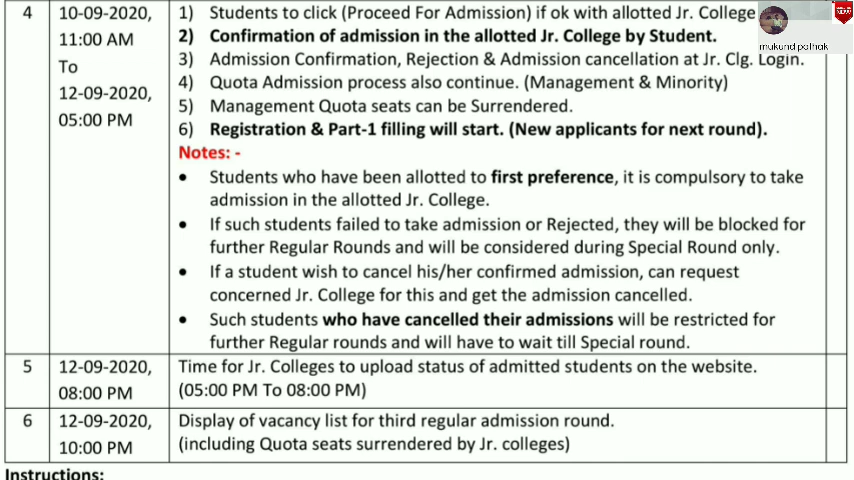 4 10-09-2020, 11:00 AM To 12-09-2020, 05:00 PM
1) Students to click (Proceed For Admission) if ok with allotted Jr. College
2) Confirmation of admission in the allotted Jr. College by Student.
3) Admission Confirmation, Rejection & Admission cancellation at Jr. Clg. Login.
4) Quota Admission process also continue. (Management & Minority)
5) Management Quota seats can be Surrendered.
6) Registration & Part-1 filling will start. (New applicants for next round).
Notes: -
• Students who have been allotted to first preference, it is compulsory to take
admission in the allotted Jr. College.
• If such students failed to take admission or Rejected, they will be blocked for
further Regular Rounds and will be considered during Special Round only.
• If a student wish to cancel his/her confirmed admission, can request
concerned Jr. College for this and get the admission cancelled.
• Such students who have cancelled their admissions will be restricted for
further Regular rounds and will have to wait till Special round.
5 12-09-2020, 08:00 PM
Time for Jr. Colleges to upload status of admitted students on the website.
(05:00 PM To 08:00 PM)
6 12-09-2020, 10:00 PM
Display of vacancy list for third regular admission round.
(including Quota seats surrendered by Jr. colleges)
Instructions:
mukund pathak